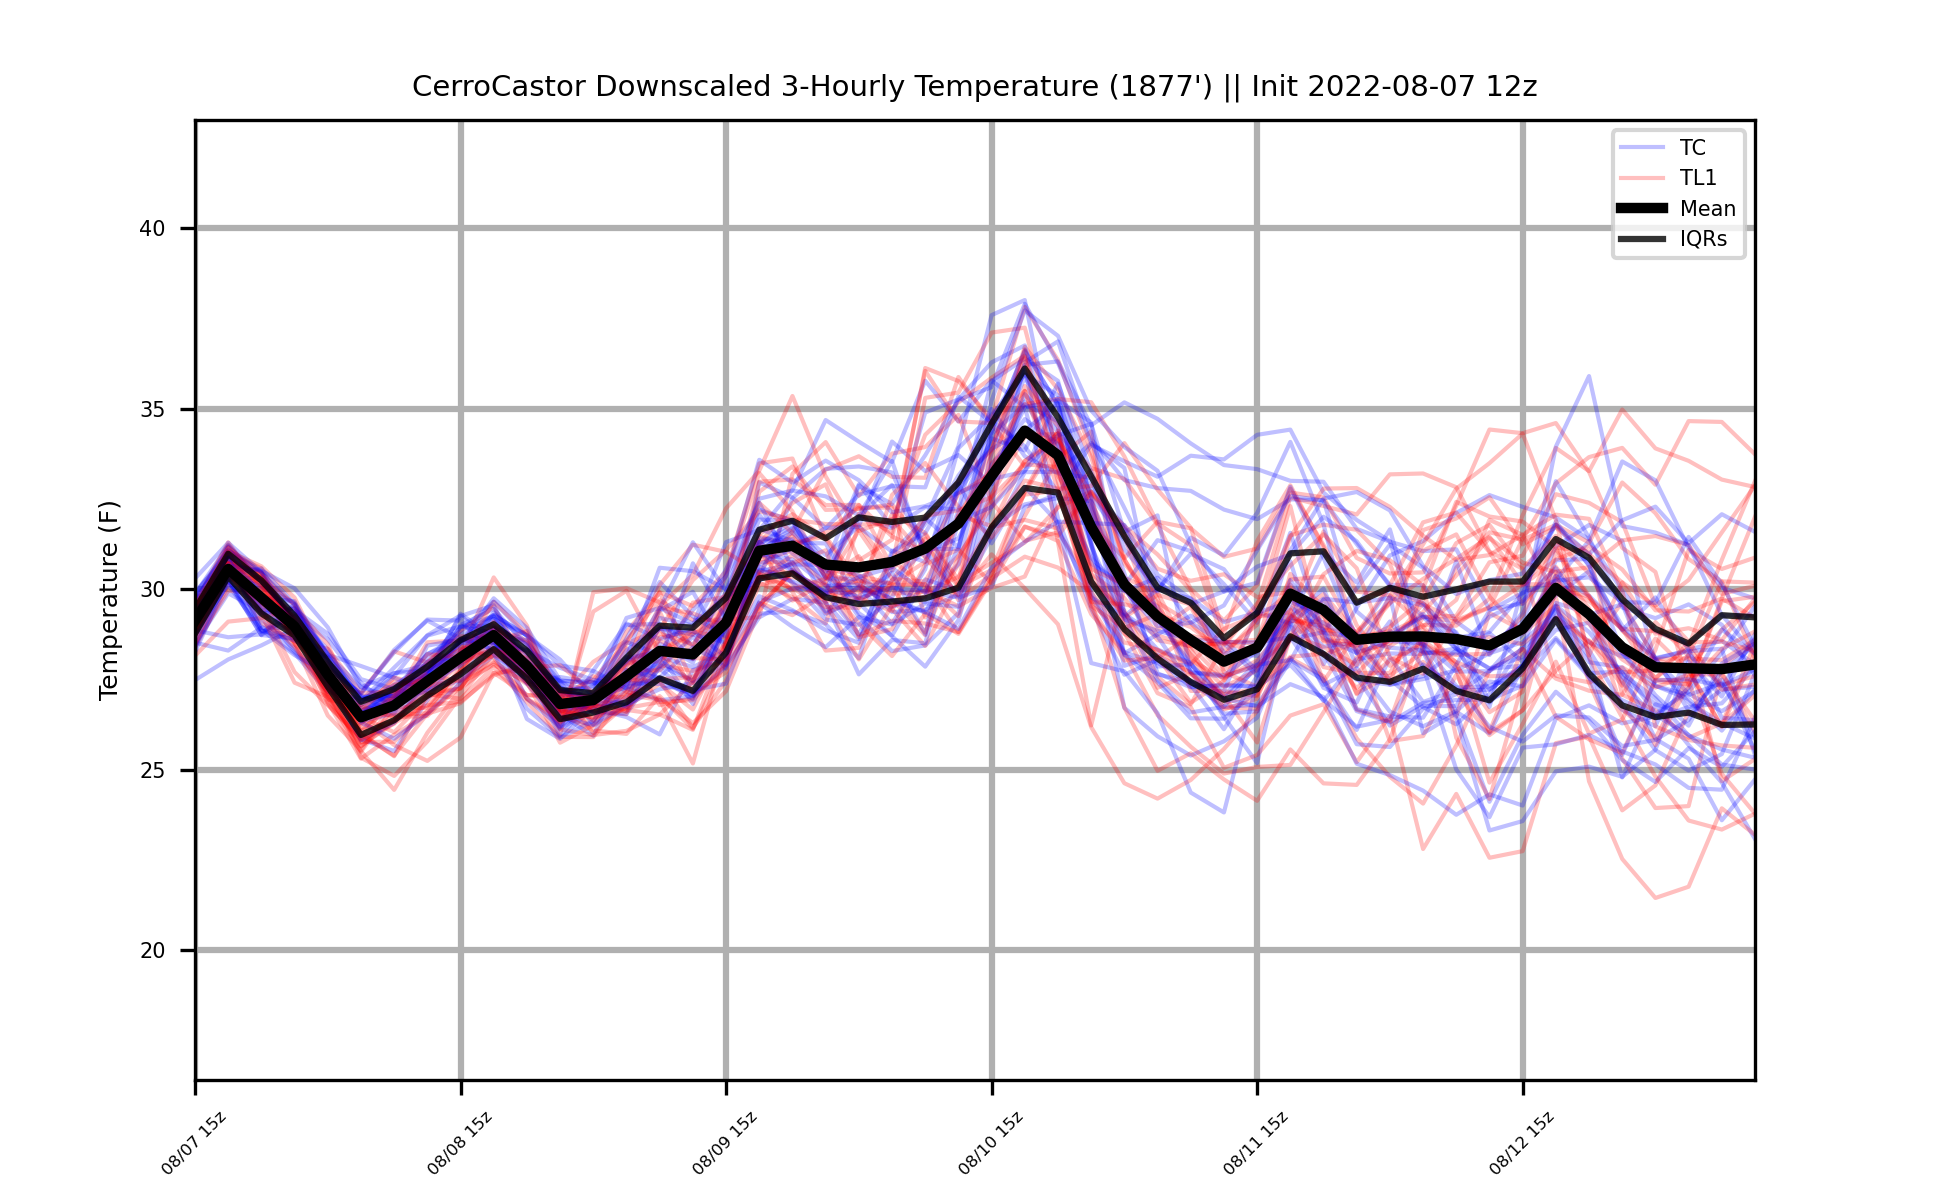 CerroCastor Downscaled 3-Hourly Temperature (1877') || Init 2022-08-07 12z
TC
TL1
Mean
IQRs
Temperature (F)
40
35
30
25
20
08/07 15z
08/08 15z
08/09 15z
08/10 15z
08/11 15z
08/12 15z